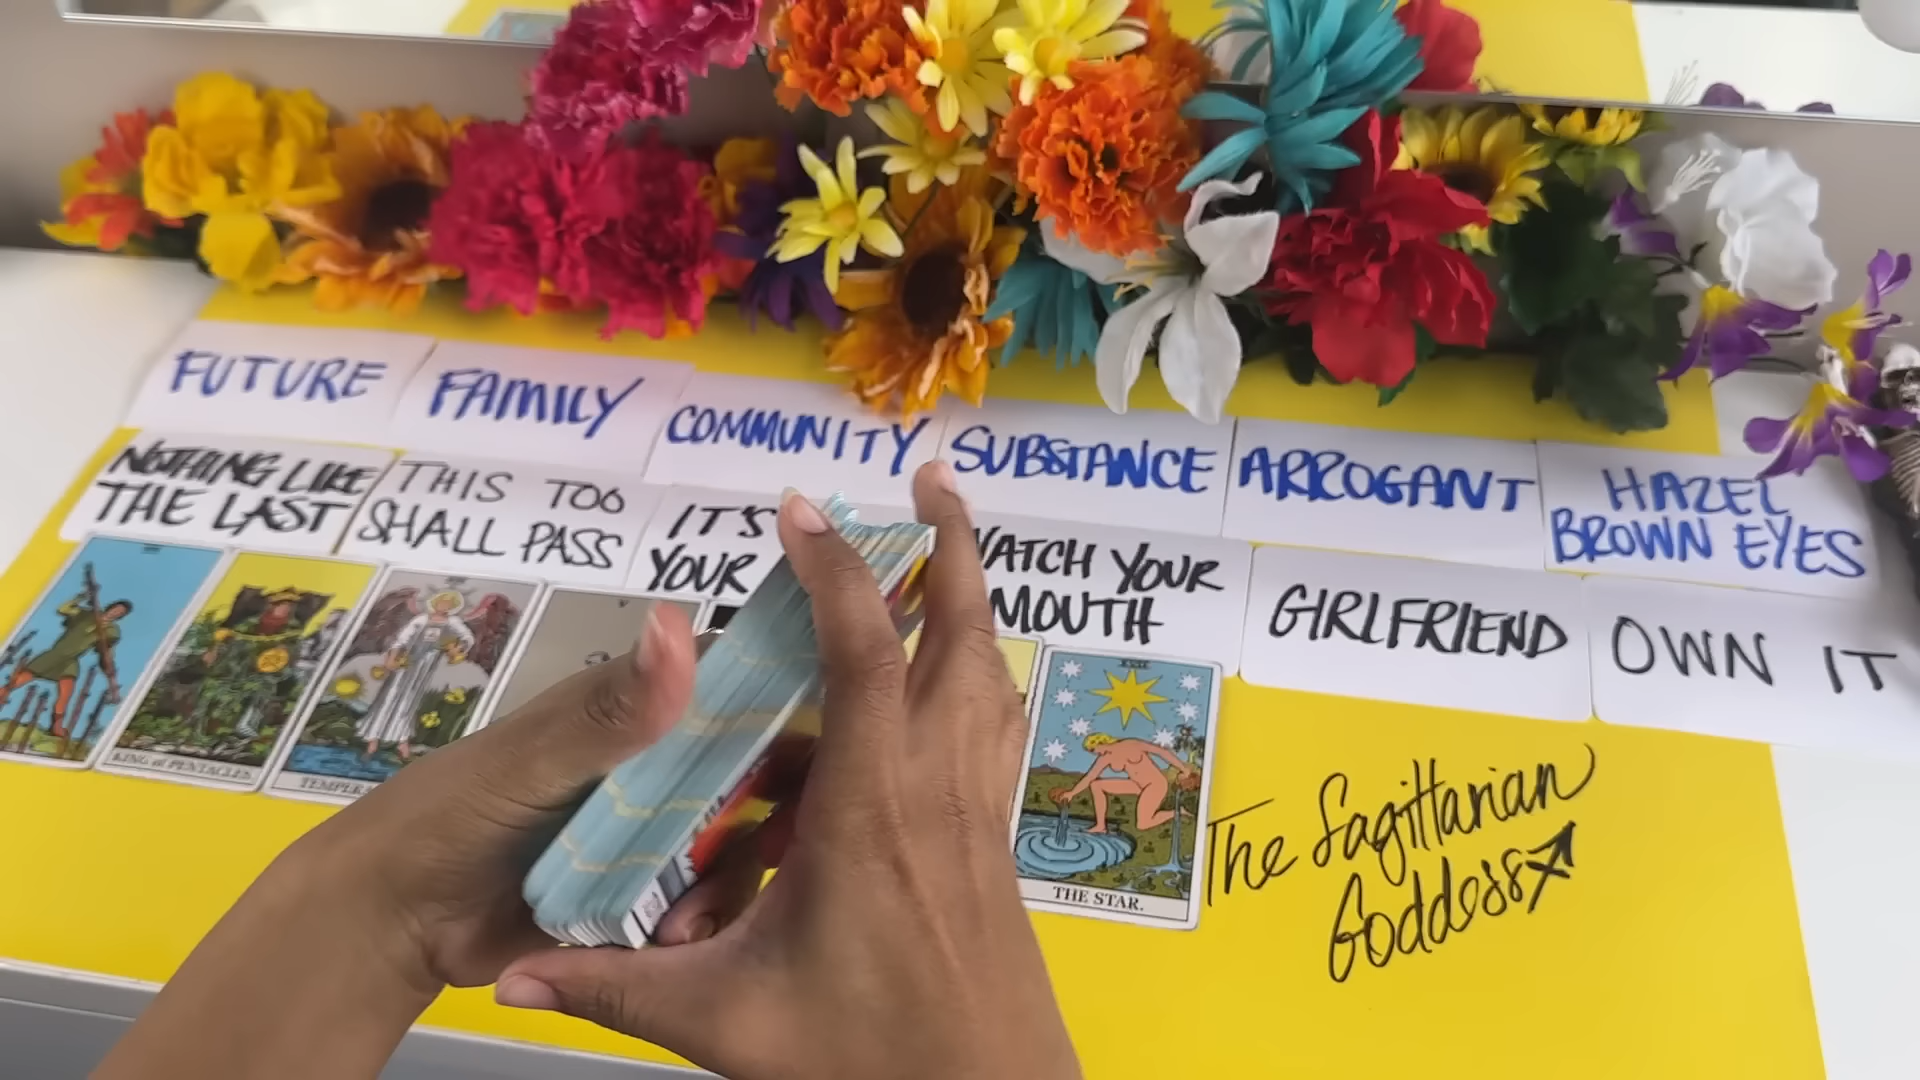 FUTURE
FAMILY
COMMUNITY
SUBSTANCE
ARROGANT
HAZEL
BROWN EYES
NOTHING LIKE
THE LAST
THIS TOO
SHALL PASS
IT'S
YOUR
WATCH YOUR
MOUTH
GIRLFRIEND
OWN IT
KING of PENTACLES
THE STAR.
The Sagittarian
Goddess♐